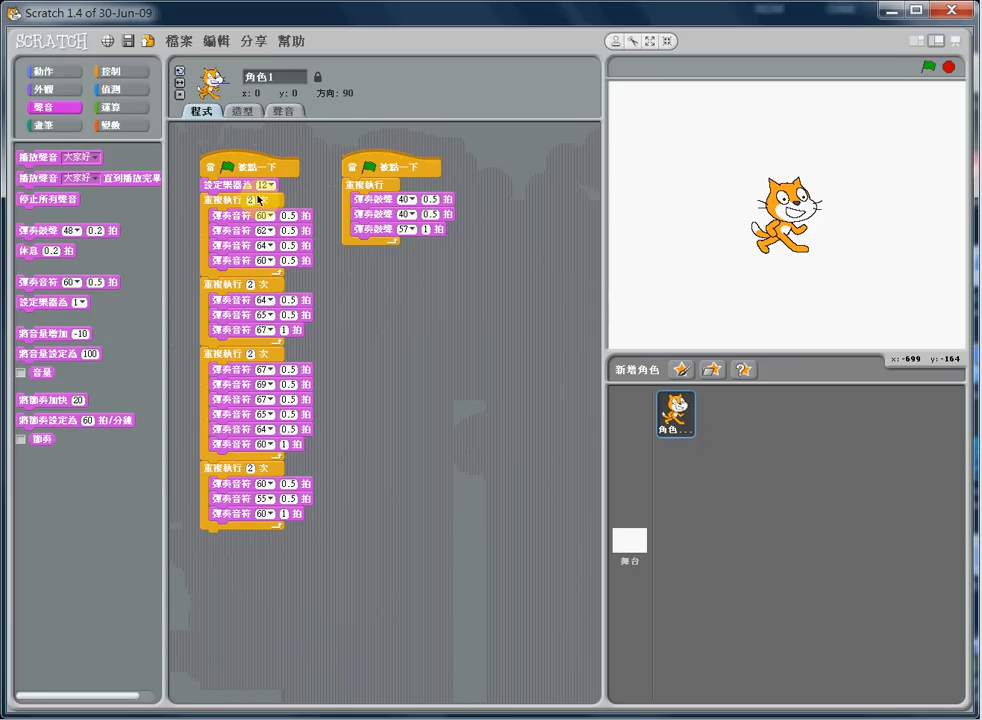 Scratch 1.4 of 30-Jun-09
SCRATCH 檔案 編輯 分享 幫助
動作 控制
外觀 偵測
聲音 運算
畫筆 變數
角色1
x: 0 y: 0 方向: 90
程式 造型 聲音
播放聲音 大家好
播放聲音 大家好 直到播放完畢
停止所有聲音
彈奏鼓聲 48 0.2 拍
休息 0.2 拍
彈奏音符 60 0.5 拍
設定樂器為 1
將音量增加 -10
將音量設定為 100
音量
將節奏加快 20
將節奏設定為 60 拍/分鐘
節奏
當 被點一下
設定樂器為 12
重複執行 2 次
彈奏音符 60 0.5 拍
彈奏音符 62 0.5 拍
彈奏音符 64 0.5 拍
彈奏音符 60 0.5 拍
重複執行 2 次
彈奏音符 64 0.5 拍
彈奏音符 65 0.5 拍
彈奏音符 67 1 拍
重複執行 2 次
彈奏音符 67 0.5 拍
彈奏音符 69 0.5 拍
彈奏音符 67 0.5 拍
彈奏音符 65 0.5 拍
彈奏音符 64 0.5 拍
彈奏音符 60 1 拍
重複執行 2 次
彈奏音符 60 0.5 拍
彈奏音符 55 0.5 拍
彈奏音符 60 1 拍
當 被點一下
重複執行
彈奏鼓聲 40 0.5 拍
彈奏鼓聲 40 0.5 拍
彈奏鼓聲 57 1 拍
x: -699 y: -164
新增角色
角色...
舞台